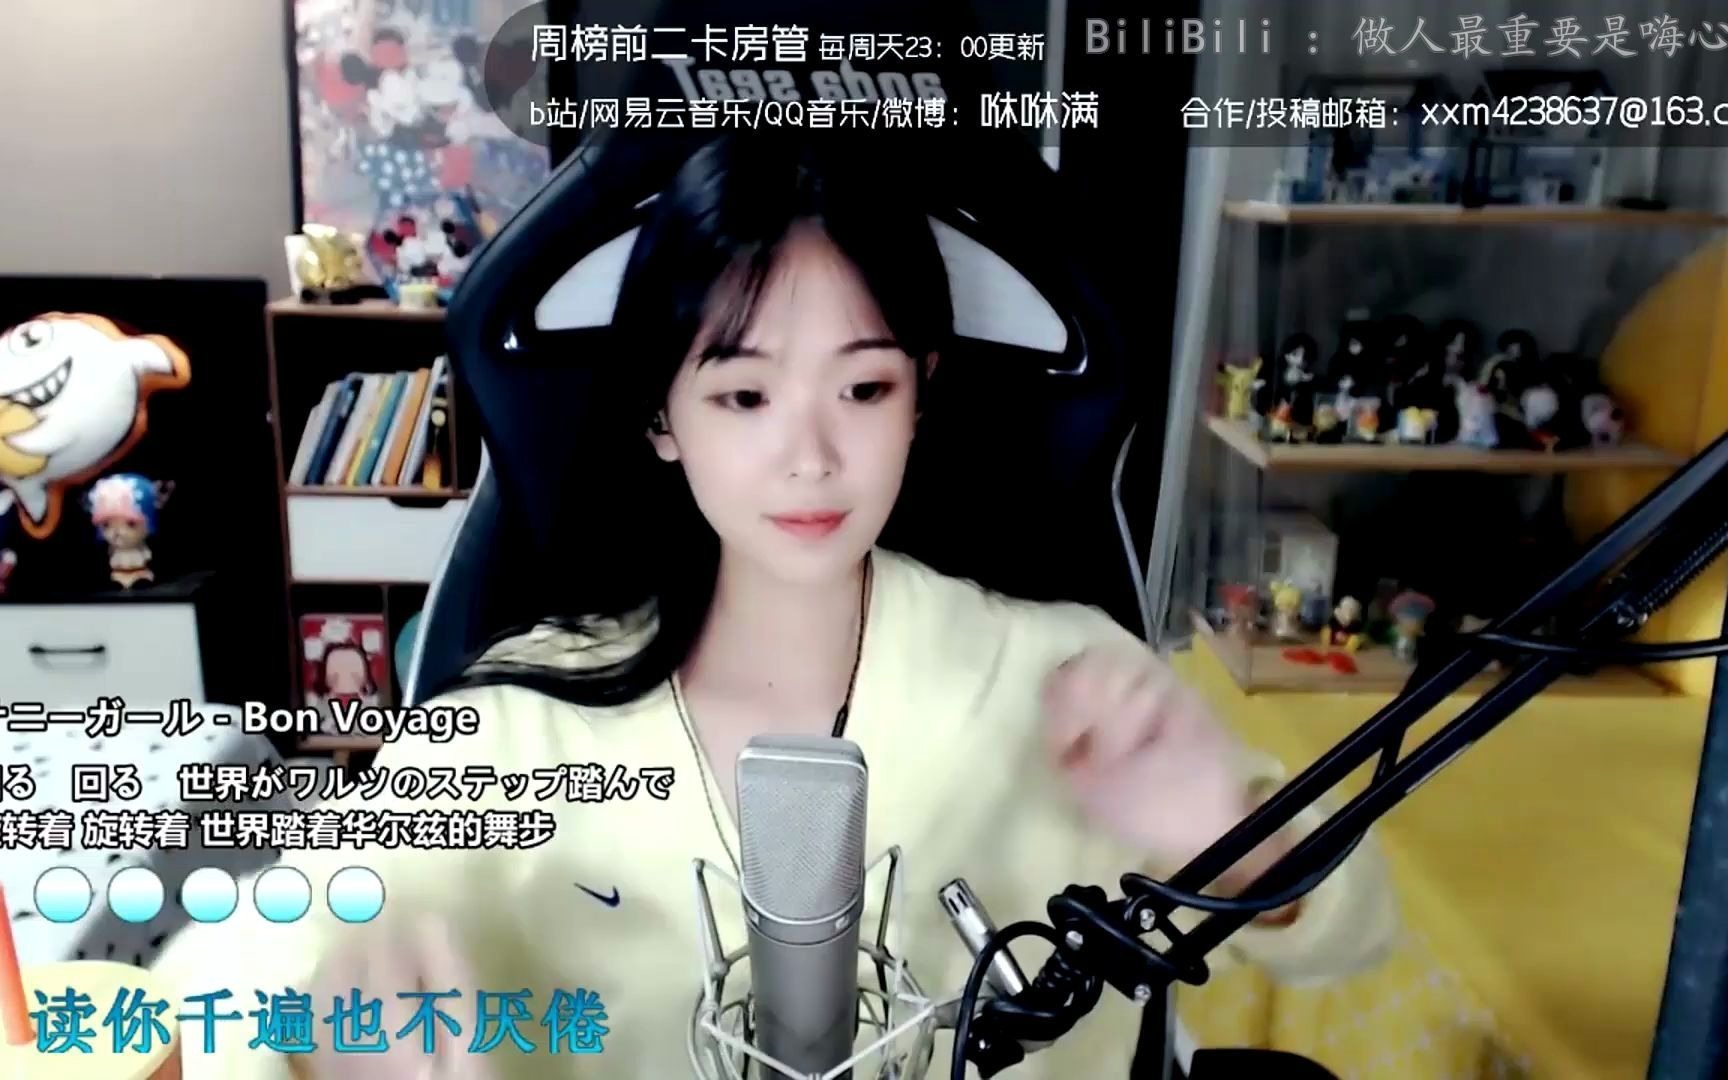 周榜前二卡房管 每周天23：00更新
BiliBili ：做人最重要是嗨心
b站/网易云音乐/QQ音乐/微博：咻咻满 合作/投稿邮箱：xxm4238637@163.c
ニーガール - Bon Voyage
る 回る 世界がワルツのステップ踏んで
转着 旋转着 世界踏着华尔兹的舞步
读你千遍也不厌倦